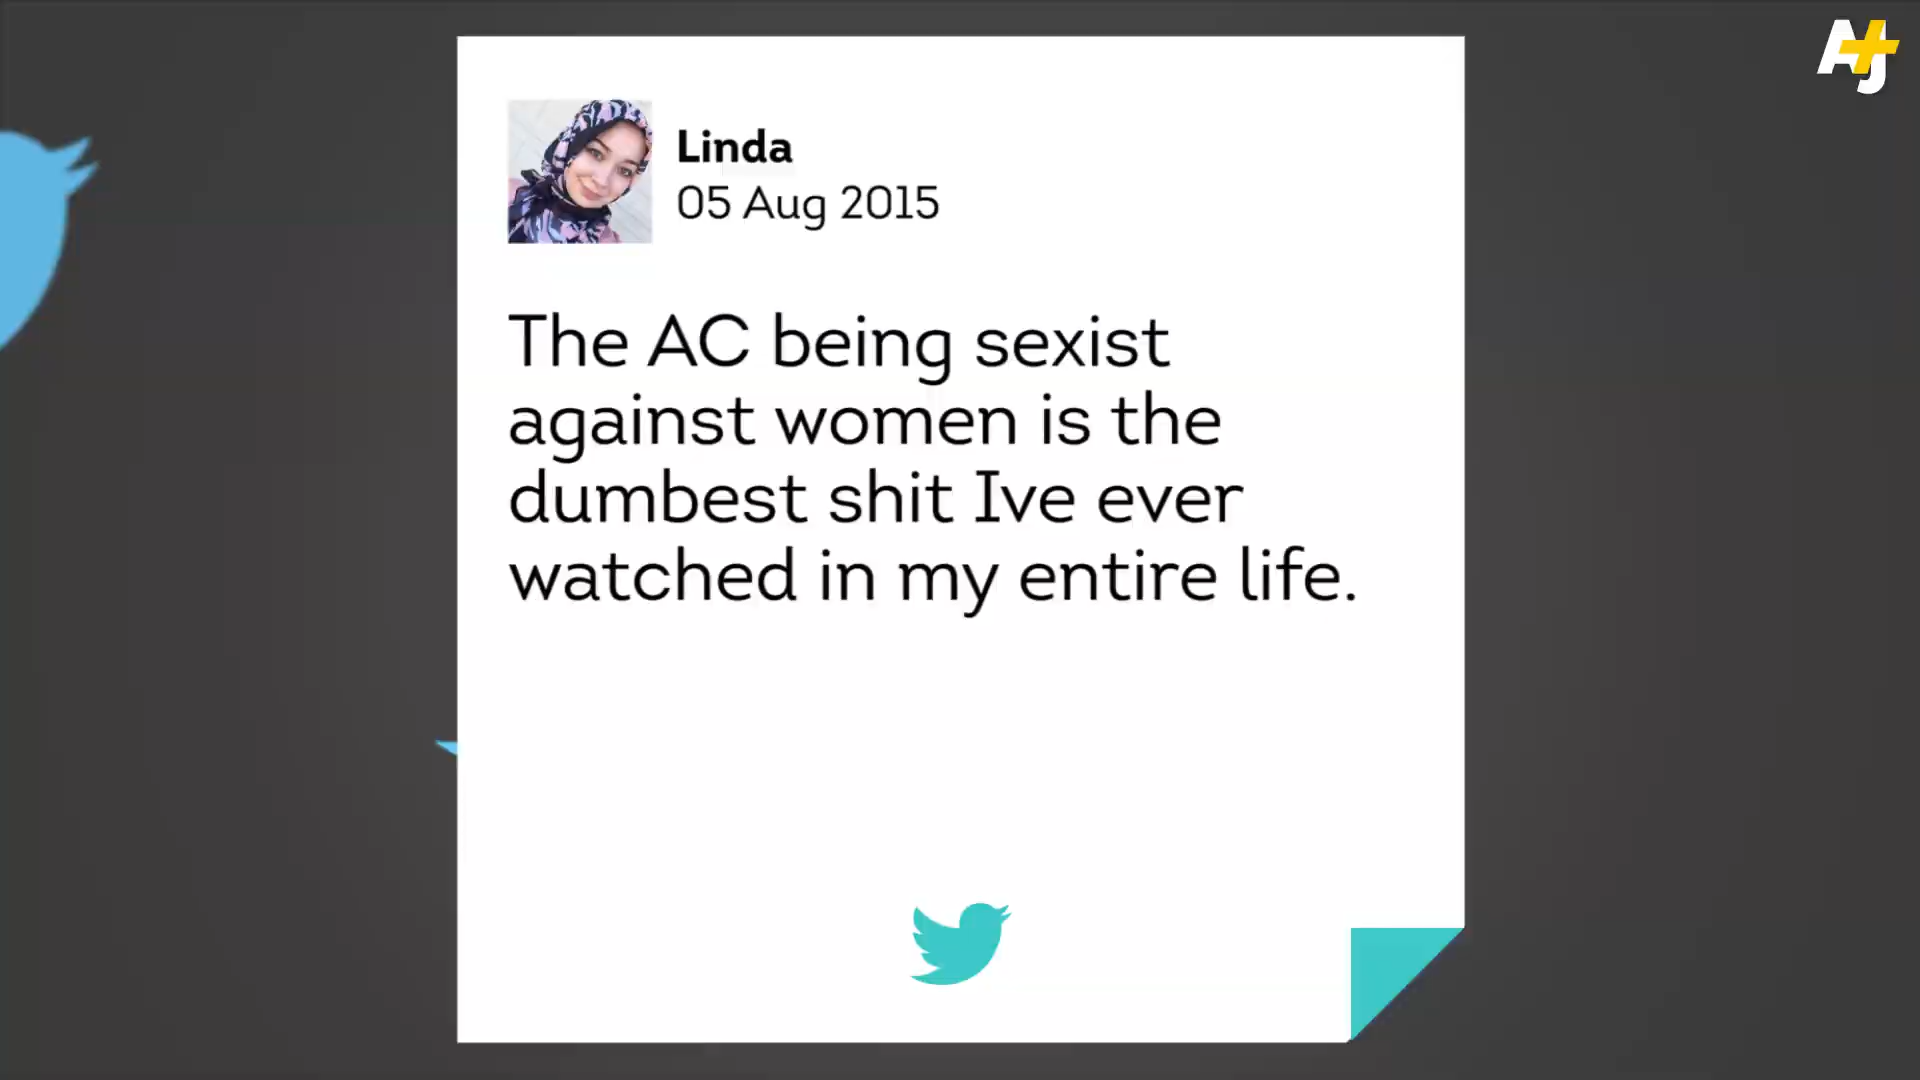 AJ+
Linda
05 Aug 2015
The AC being sexist
against women is the
dumbest shit Ive ever
watched in my entire life.